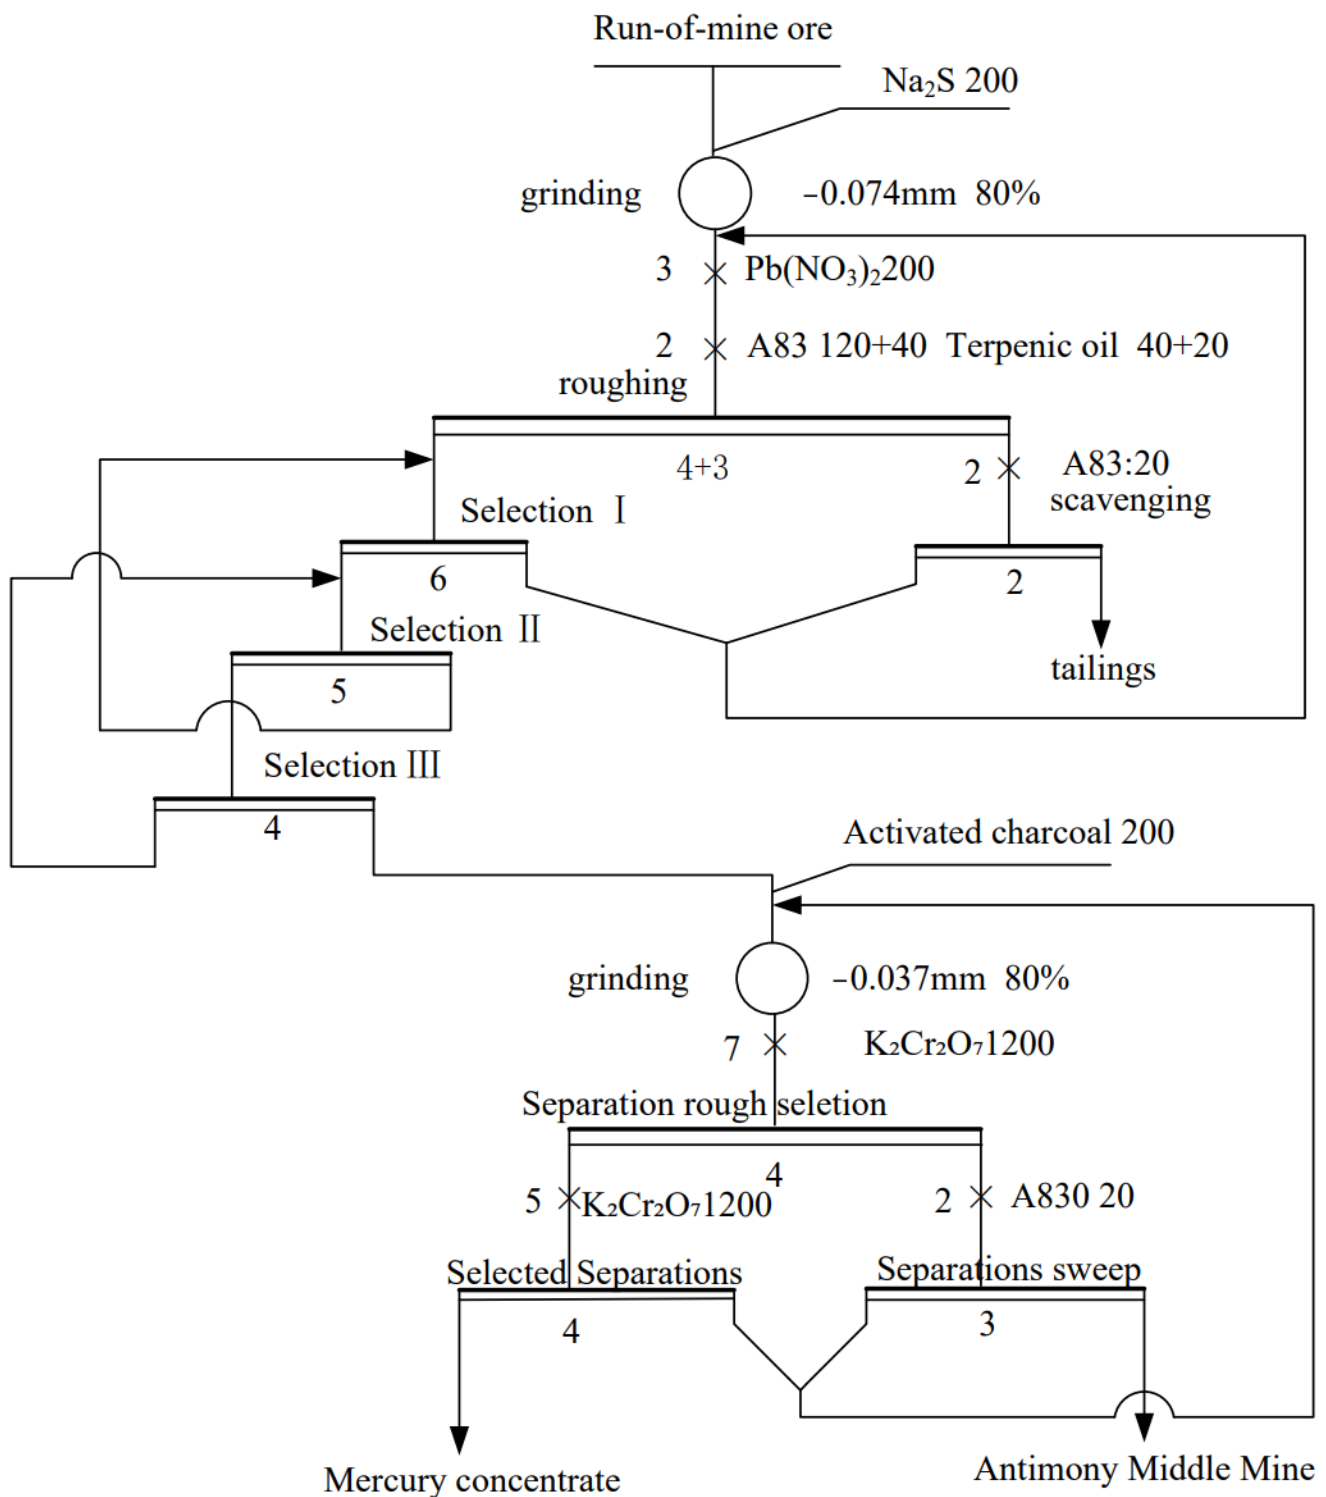 Run-of-mine ore
Na₂S 200
grinding
-0.074mm 80%
3
Pb(NO₃)₂200
2
A83 120+40 Terpenic oil 40+20
roughing
4+3
2
A83:20
scavenging
Selection Ⅰ
6
2
Selection Ⅱ
tailings
5
Selection Ⅲ
4
Activated charcoal 200
grinding
-0.037mm 80%
7
K₂Cr₂O₇1200
Separation rough seletion
4
5
K₂Cr₂O₇1200
2
A830 20
Selected Separations
Separations sweep
4
3
Mercury concentrate
Antimony Middle Mine